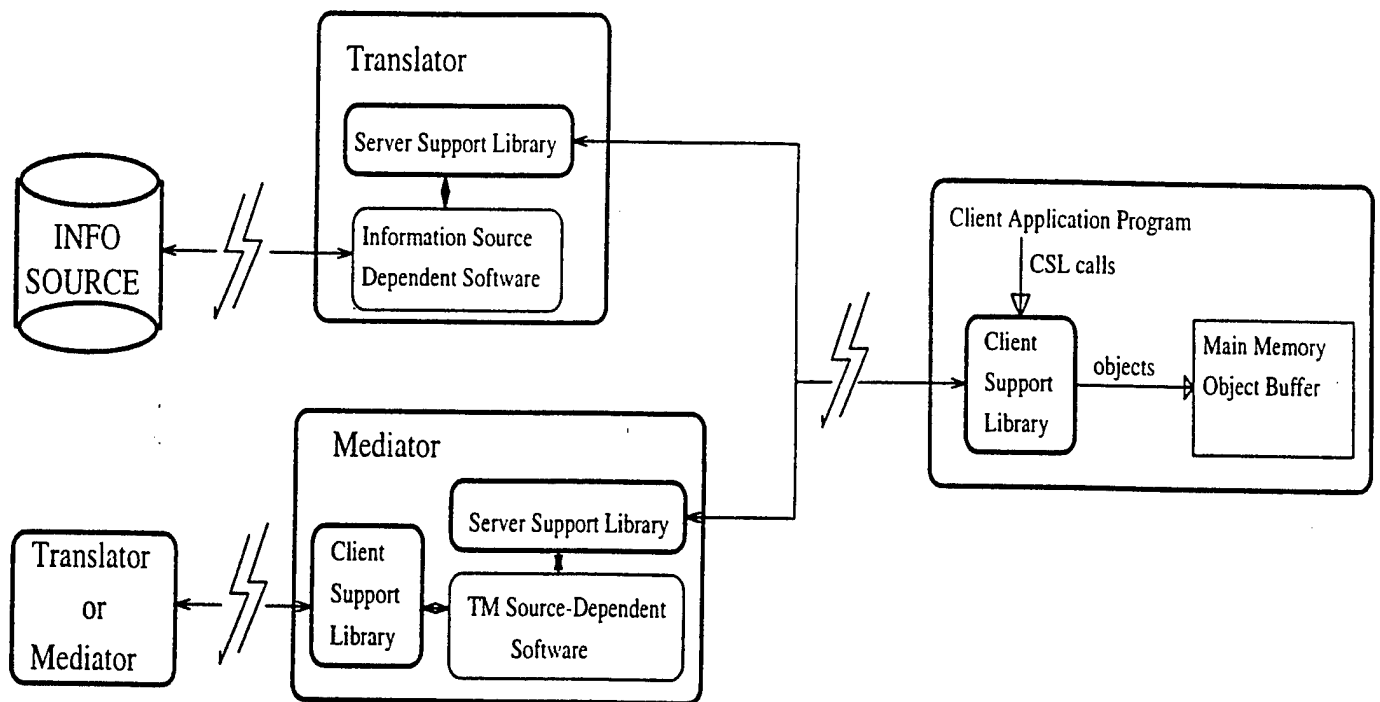 Translator
Server Support Library
Information Source
Dependent Software
INFO
SOURCE
Client Application Program
CSL calls
Client
Support
Library
objects
Main Memory
Object Buffer
Mediator
Server Support Library
Client
Support
Library
TM Source-Dependent
Software
Translator
or
Mediator